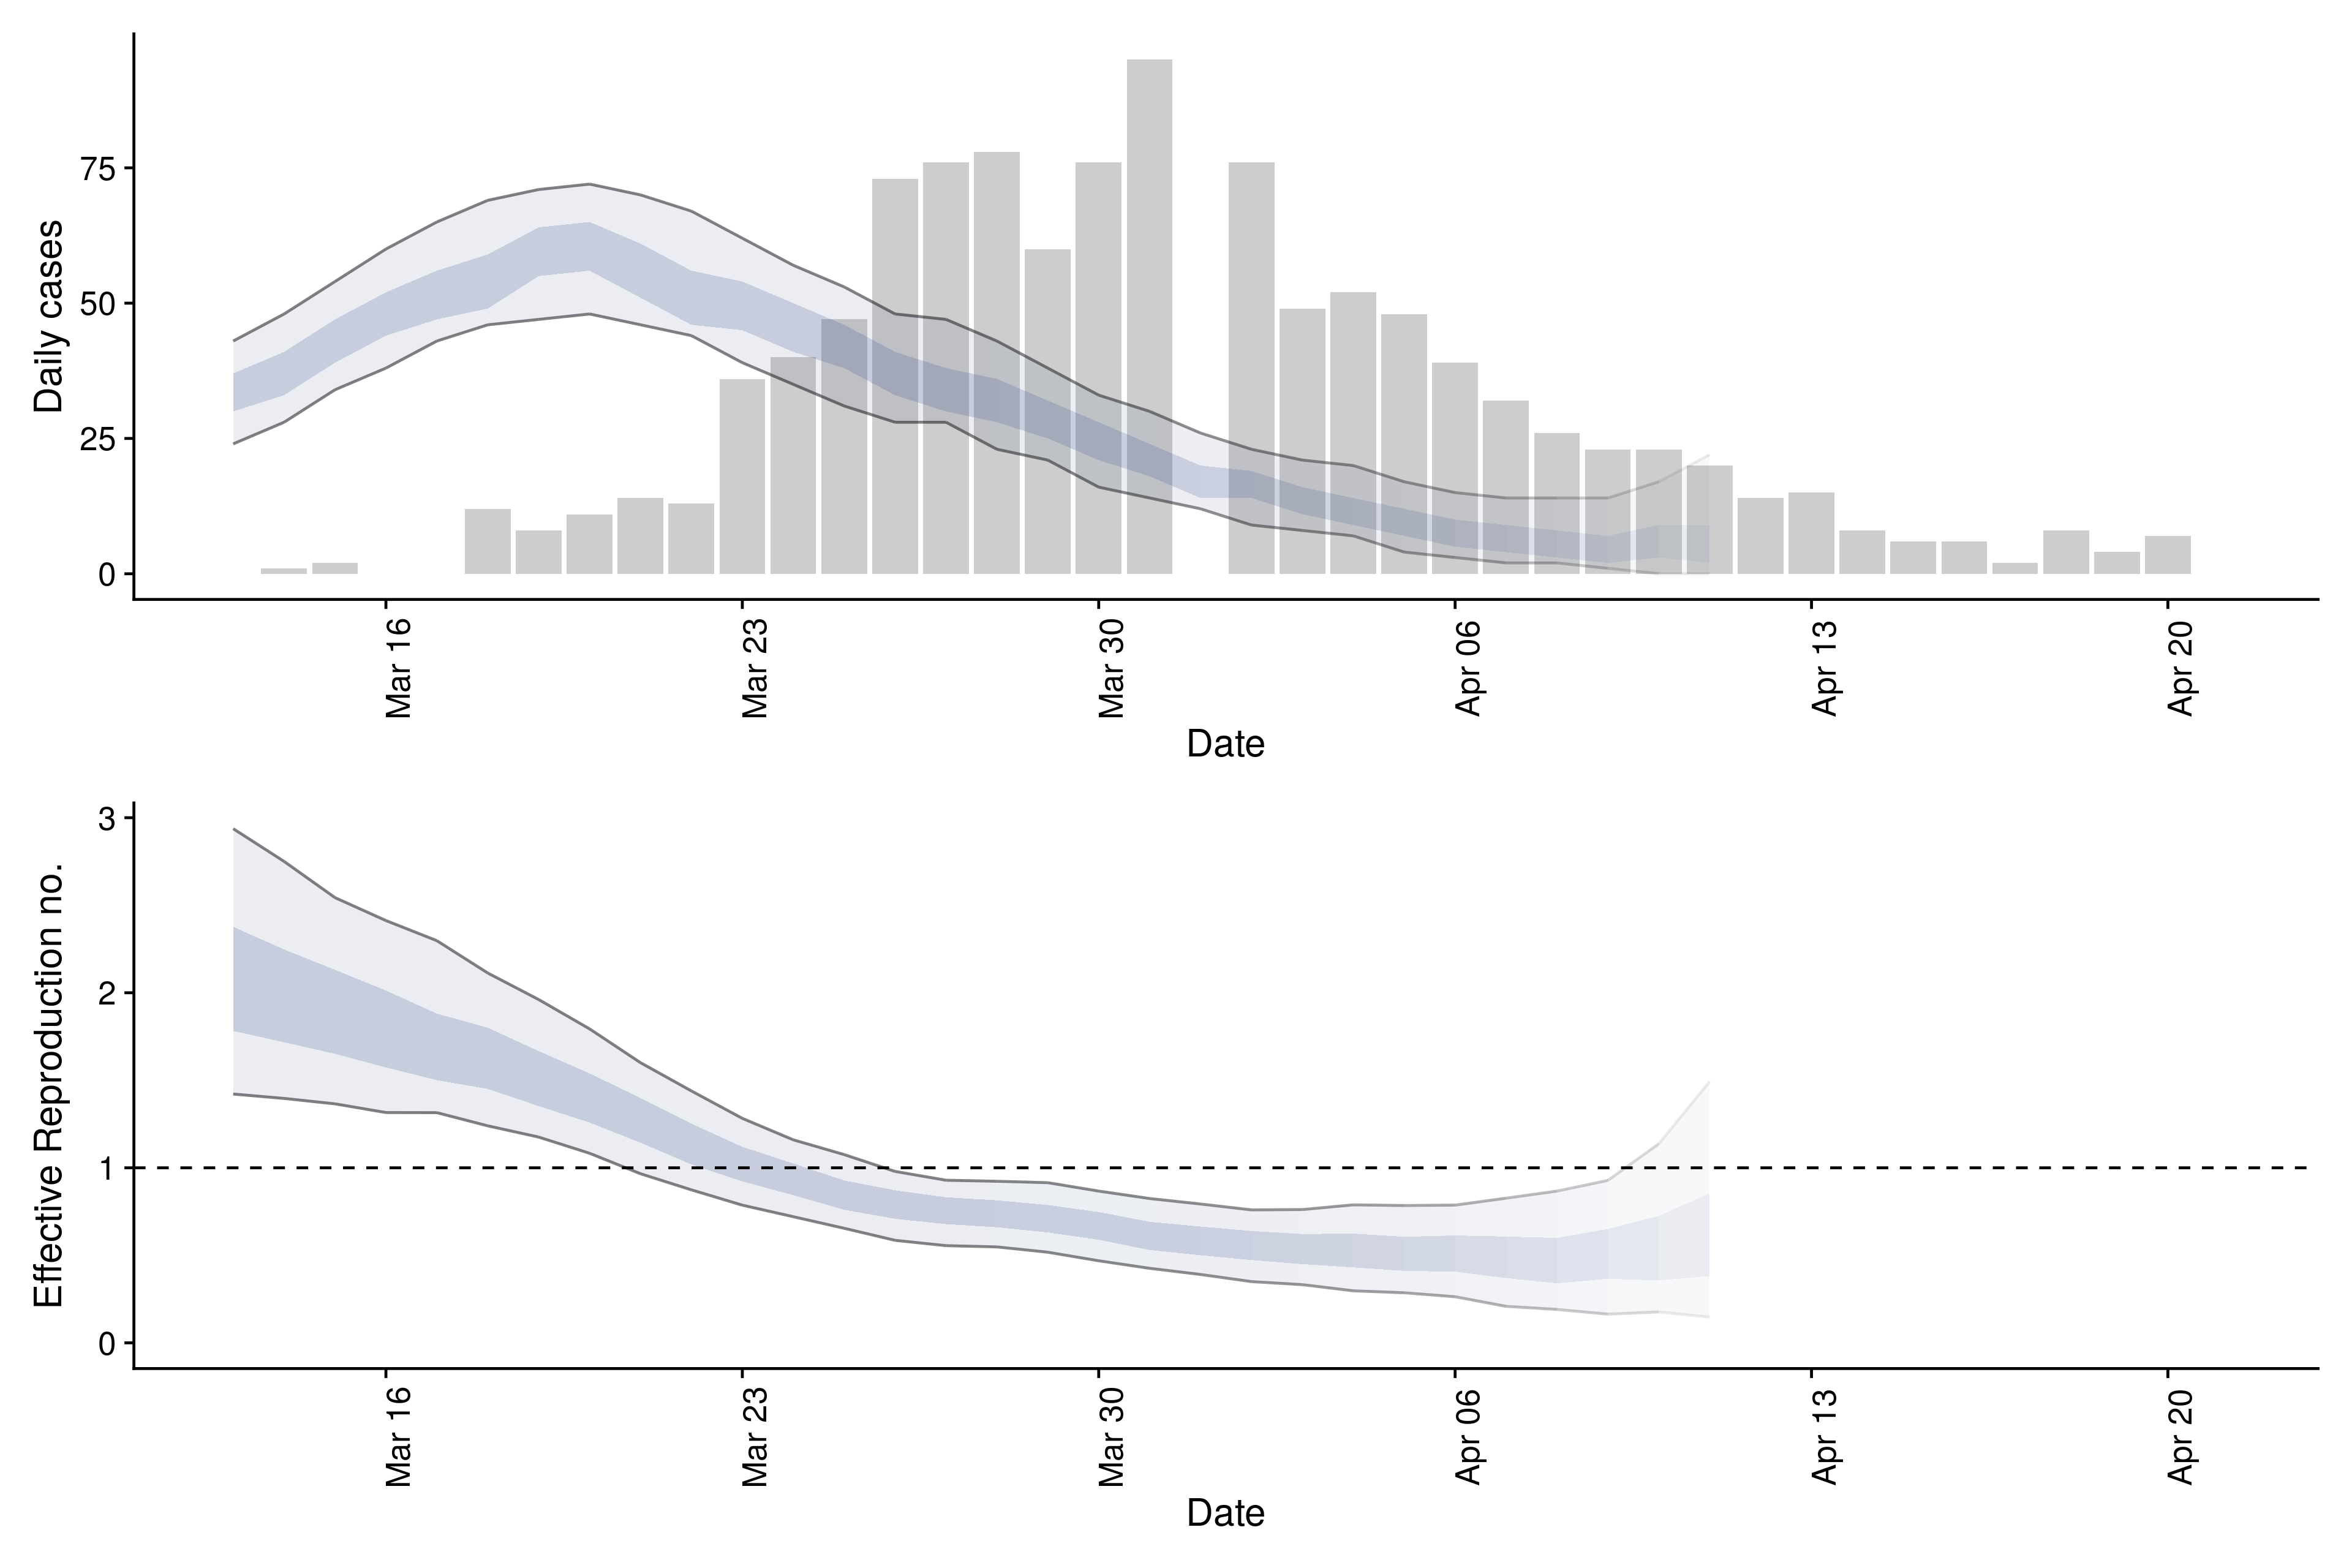 Daily cases
75
50
25
0
Mar 16
Mar 23
Mar 30
Apr 06
Apr 13
Apr 20
Date
Effective Reproduction no.
3
2
1
0
Mar 16
Mar 23
Mar 30
Apr 06
Apr 13
Apr 20
Date